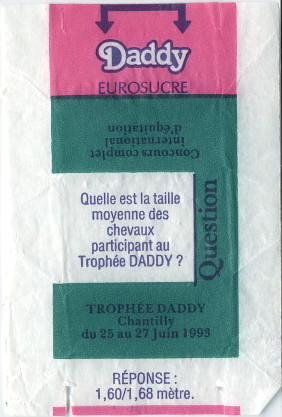 Daddy
EUROSUCRE
Concours complet
international
d'équitation
Quelle est la taille
moyenne des
chevaux
participant au
Trophée DADDY ?
Question
TROPHÉE DADDY
Chantilly
du 25 au 27 Juin 1993
RÉPONSE :
1,60/1,68 mètre.